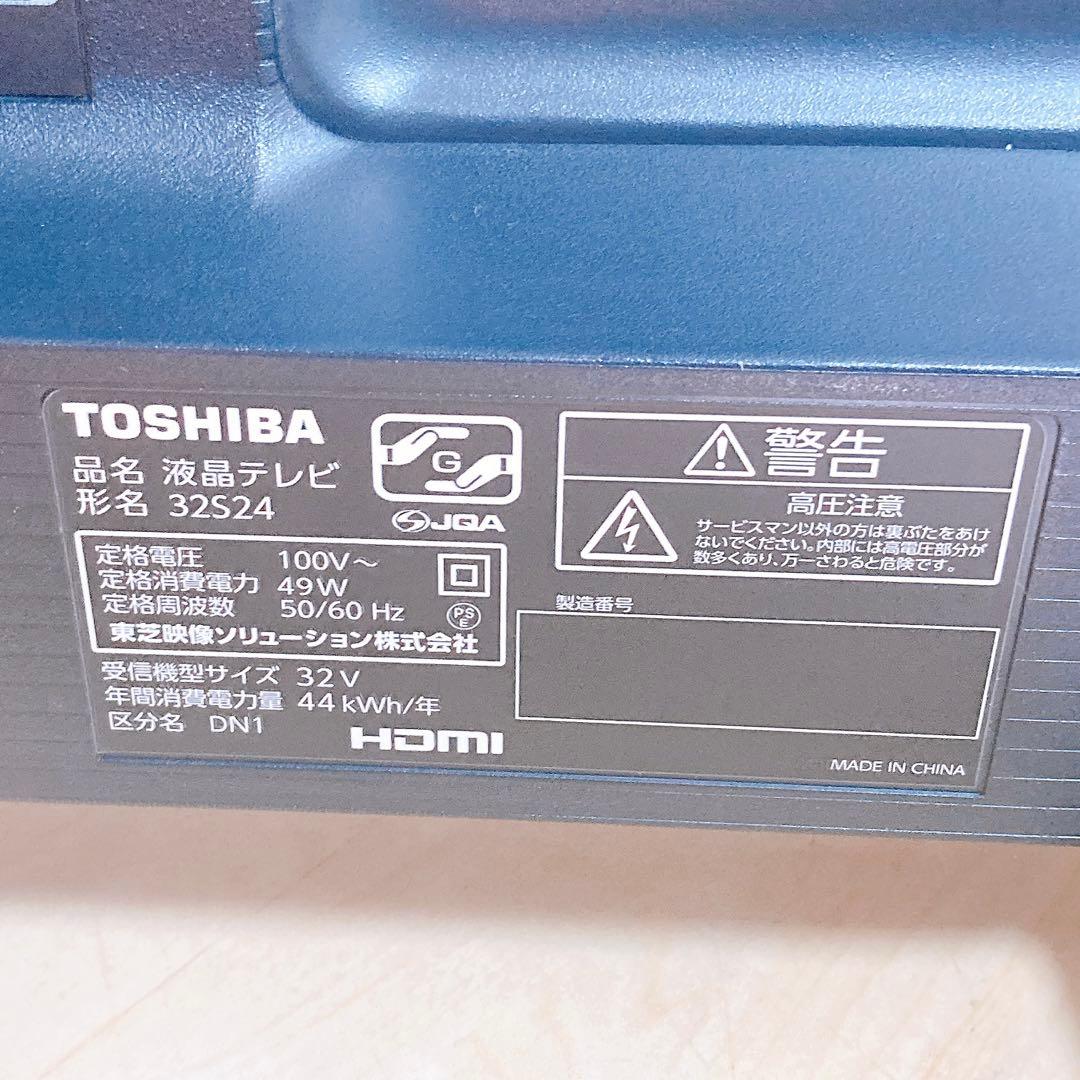 TOSHIBA
品名 液晶テレビ
形名 32S24
G
JQA
定格電圧 100V～
定格消費電力 49W
定格周波数 50/60 Hz
PS
E
東芝映像ソリューション株式会社
受信機型サイズ 32V
年間消費電力量 44kWh/年
区分名 DN1
HDMI
警告
高圧注意
サービスマン以外の方は裏ぶたをあけ
ないでください。内部には高電圧部分が
数多くあり、万一さわると危険です。
製造番号
MADE IN CHINA